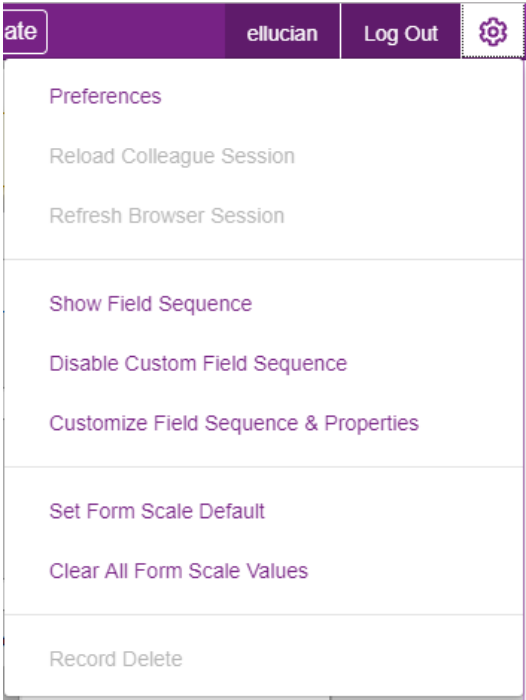 ate
ellucian
Log Out
Preferences
Reload Colleague Session
Refresh Browser Session
Show Field Sequence
Disable Custom Field Sequence
Customize Field Sequence & Properties
Set Form Scale Default
Clear All Form Scale Values
Record Delete